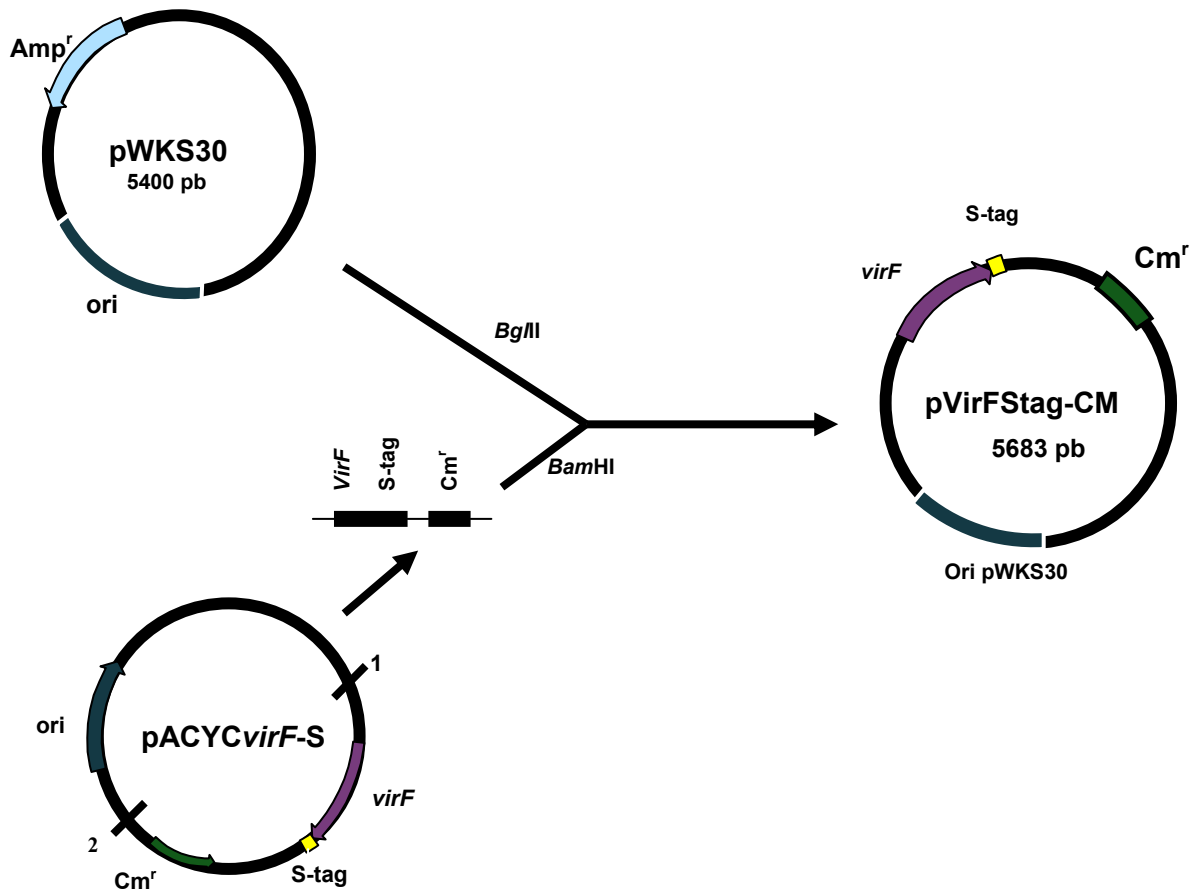 Amp^r
pWKS30
5400 pb
ori
BglII
BamHI
VirF
S-tag
Cm^r
S-tag
virF
Cm^r
pVirFStag-CM
5683 pb
Ori pWKS30
1
ori
pACYCvirF-S
virF
2
Cm^r
S-tag